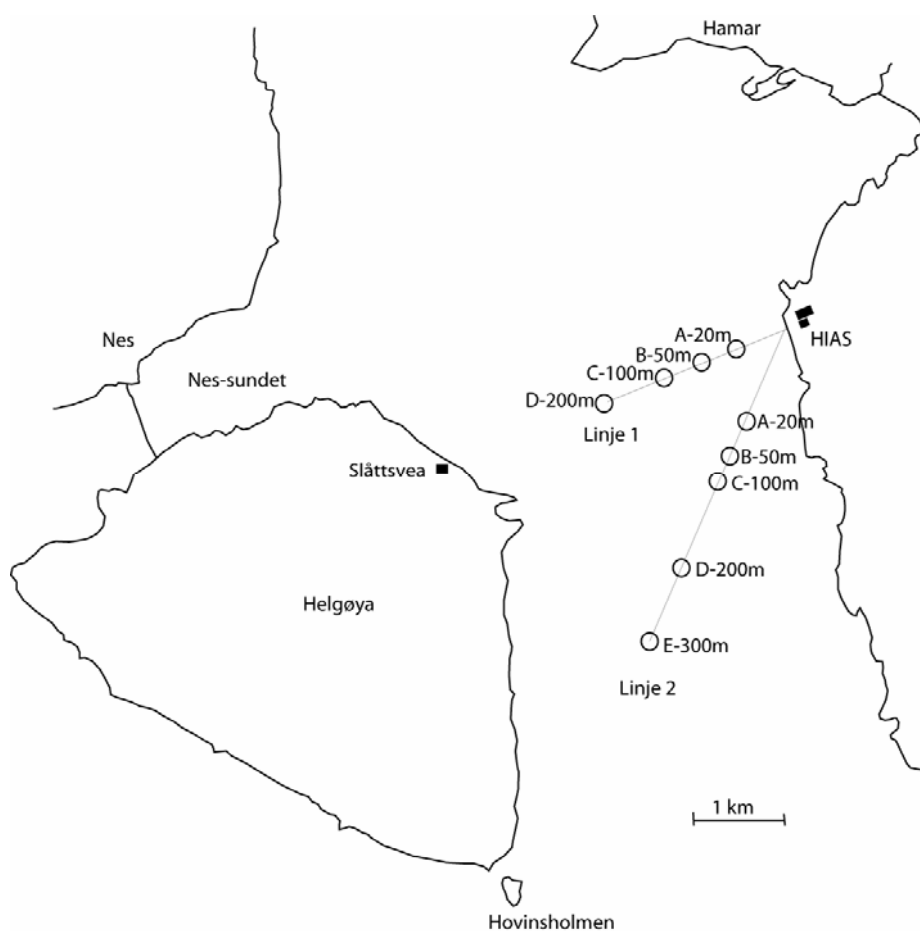 Hamar
HIAS
Nes
A-20m
B-50m
C-100m
D-200m
Linje 1
Nes-sundet
A-20m
B-50m
C-100m
Slåttsvea
D-200m
Helgøya
E-300m
Linje 2
1 km
Hovinsholmen